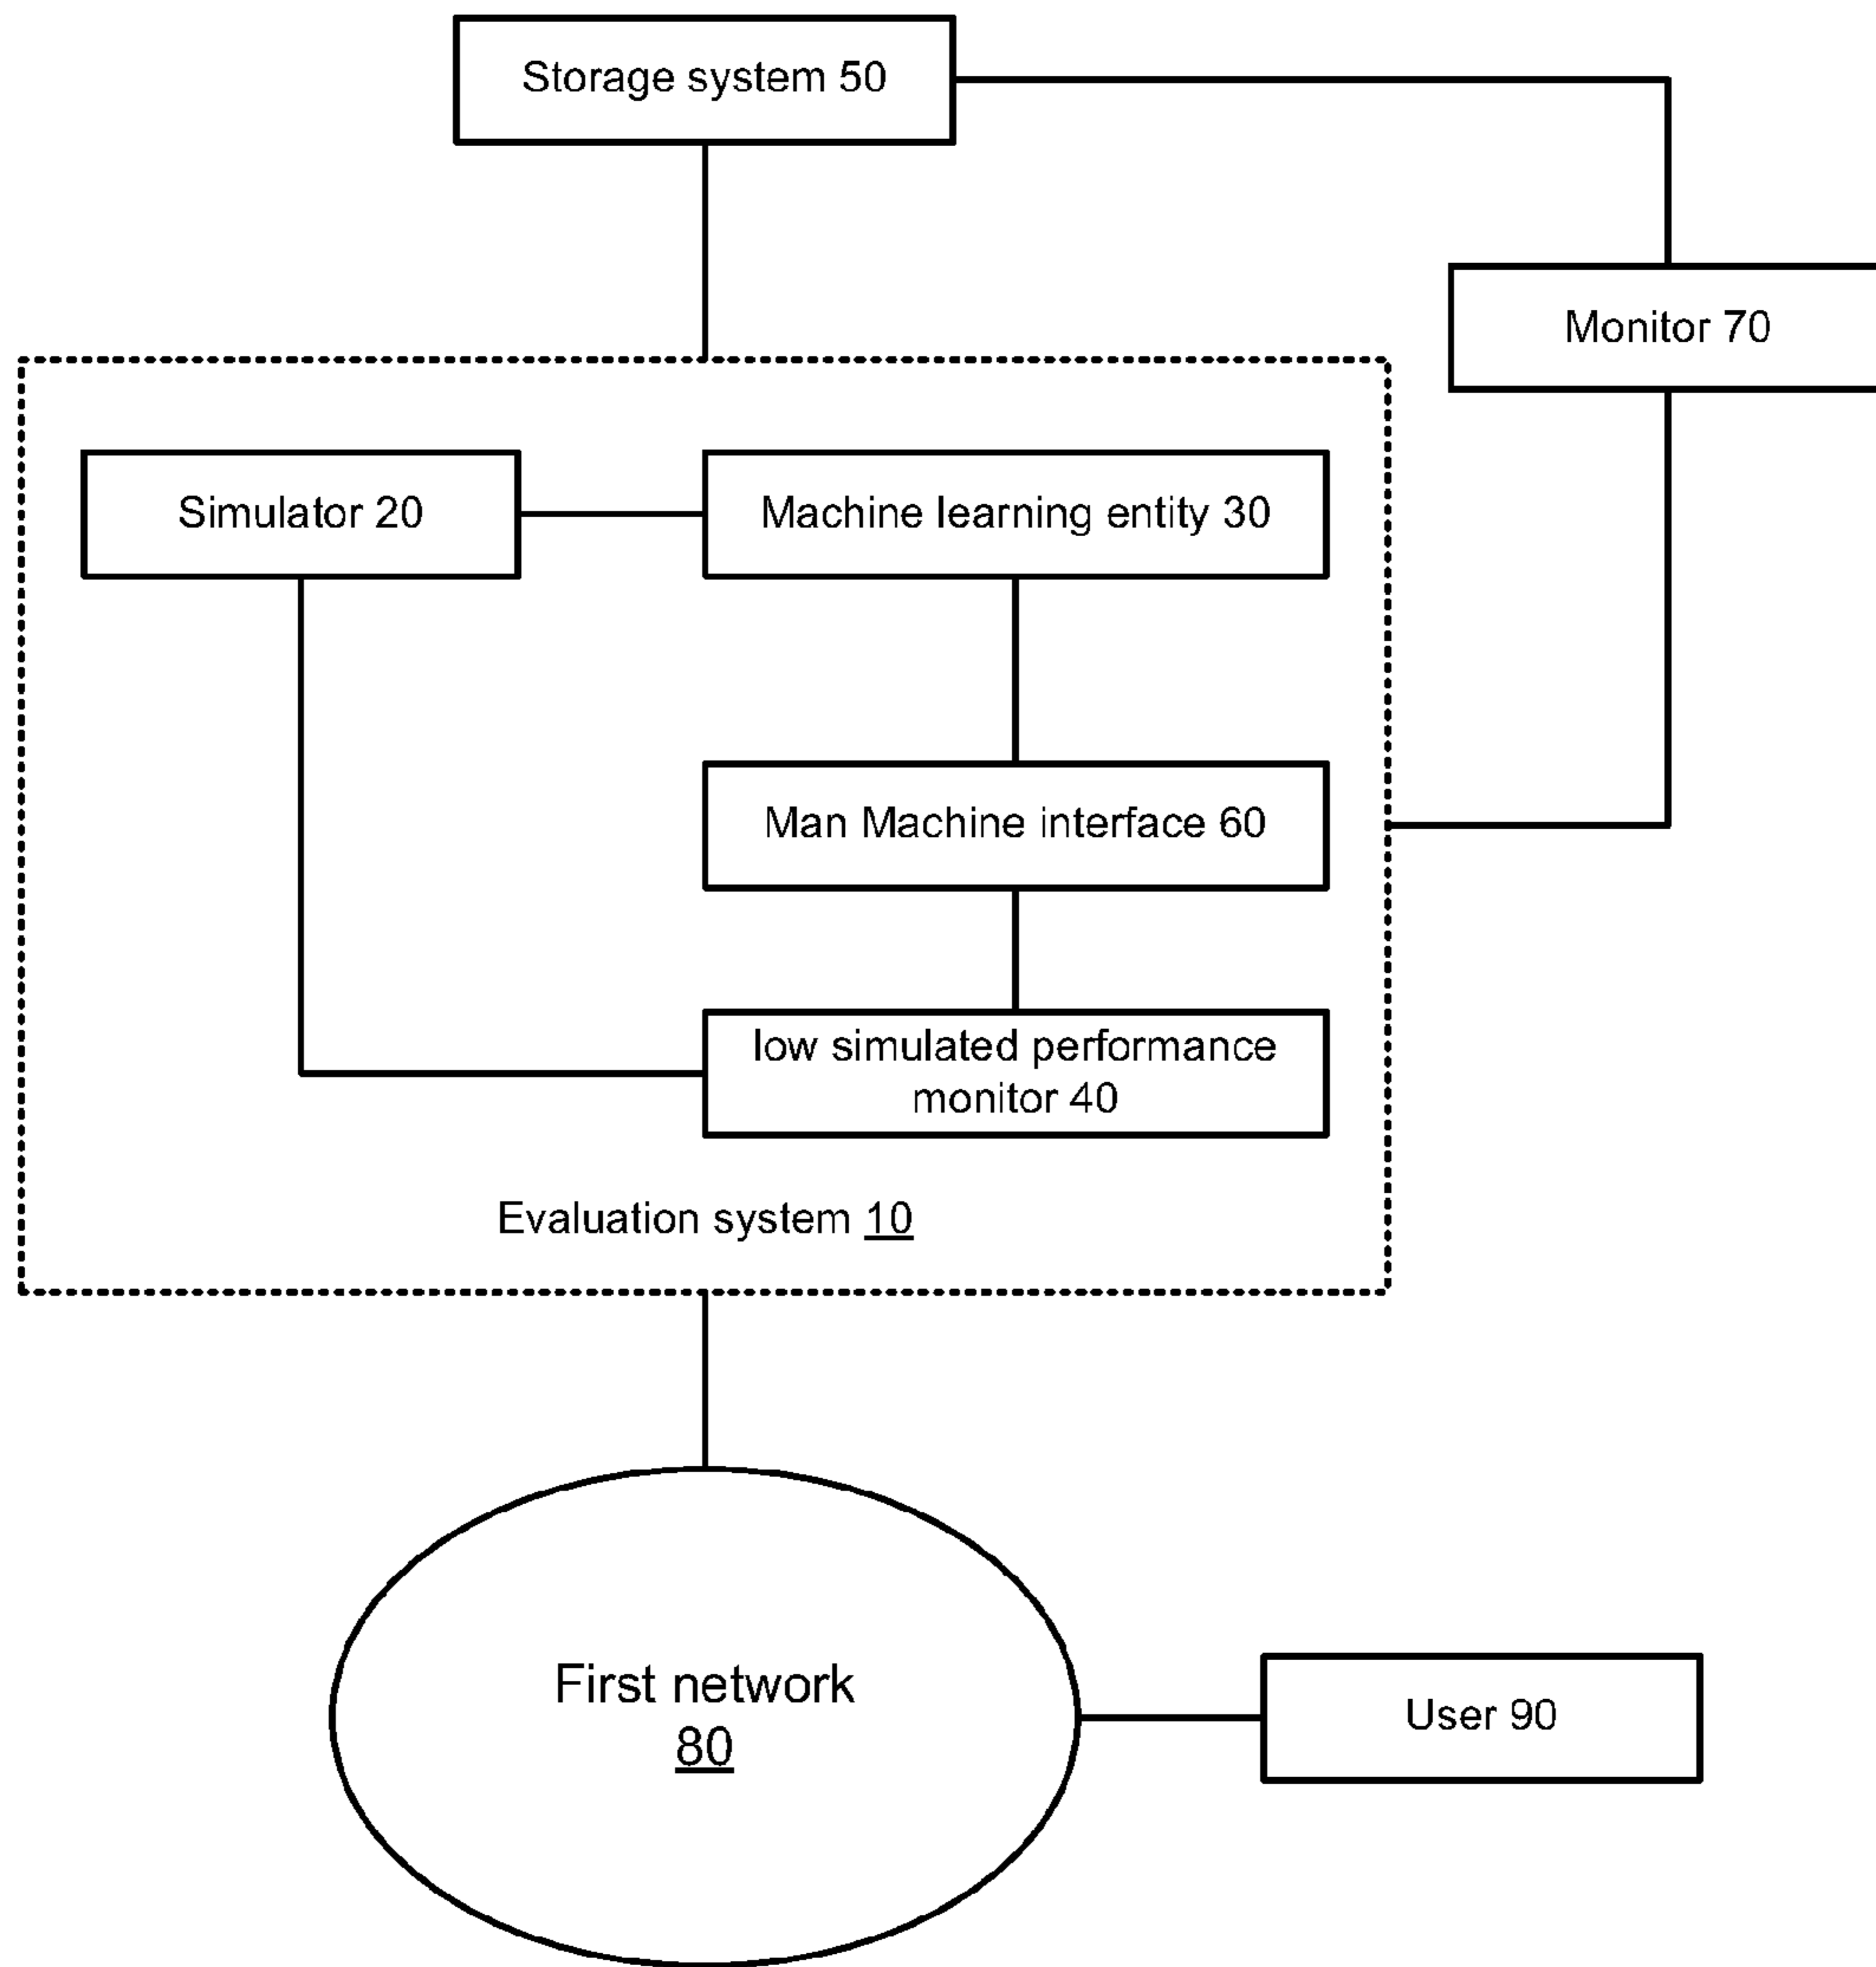 Storage system 50
Monitor 70
Simulator 20
Machine learning entity 30
Man Machine interface 60
low simulated performance
monitor 40
Evaluation system 10
First network
80
User 90